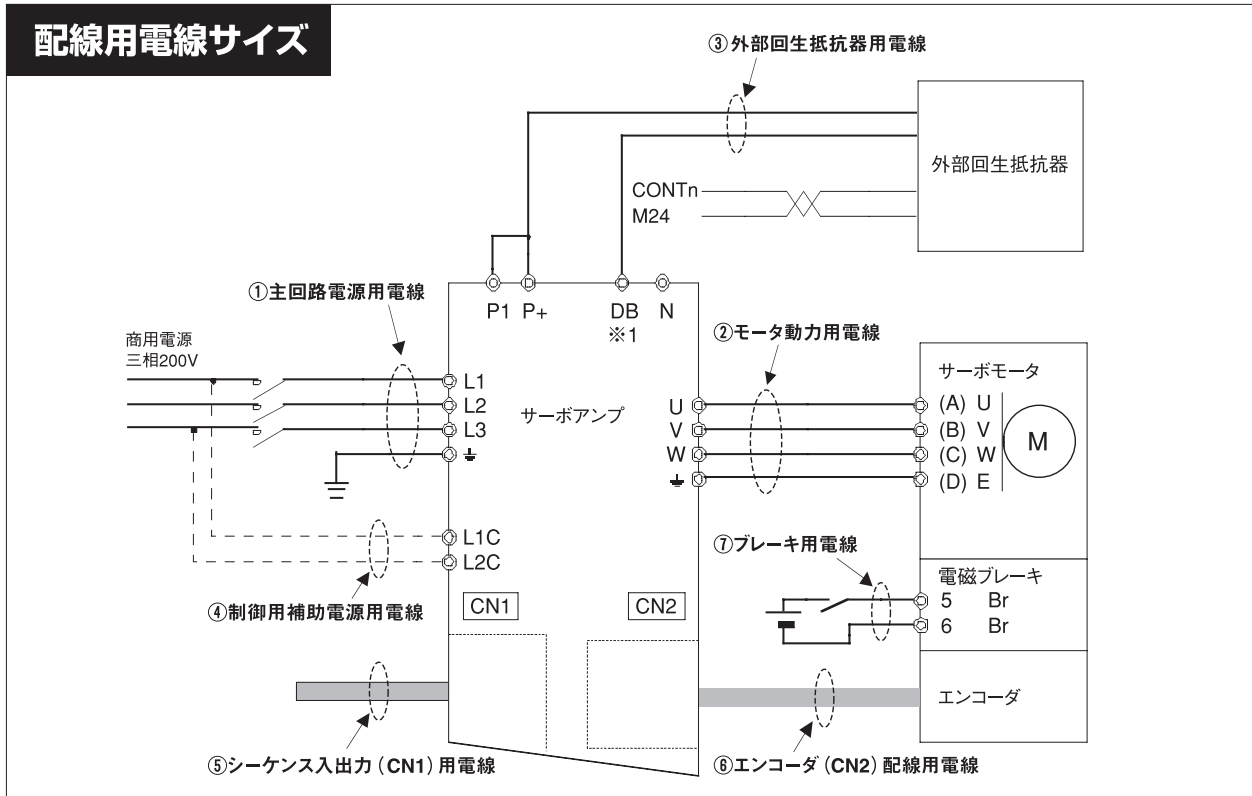 配線用電線サイズ
③外部回生抵抗器用電線
外部回生抵抗器
CONTn
M24
①主回路電源用電線
P1 P+ DB N
※1
②モータ動力用電線
商用電源
三相200V
サーボモータ
L1
L2
L3
サーボアンプ
U
V
W
(A) U
(B) V
(C) W
(D) E
M
L1C
L2C
⑦ブレーキ用電線
電磁ブレーキ
5 Br
6 Br
④制御用補助電源用電線
CN1
CN2
エンコーダ
⑤シーケンス入出力(CN1)用電線
⑥エンコーダ(CN2)配線用電線